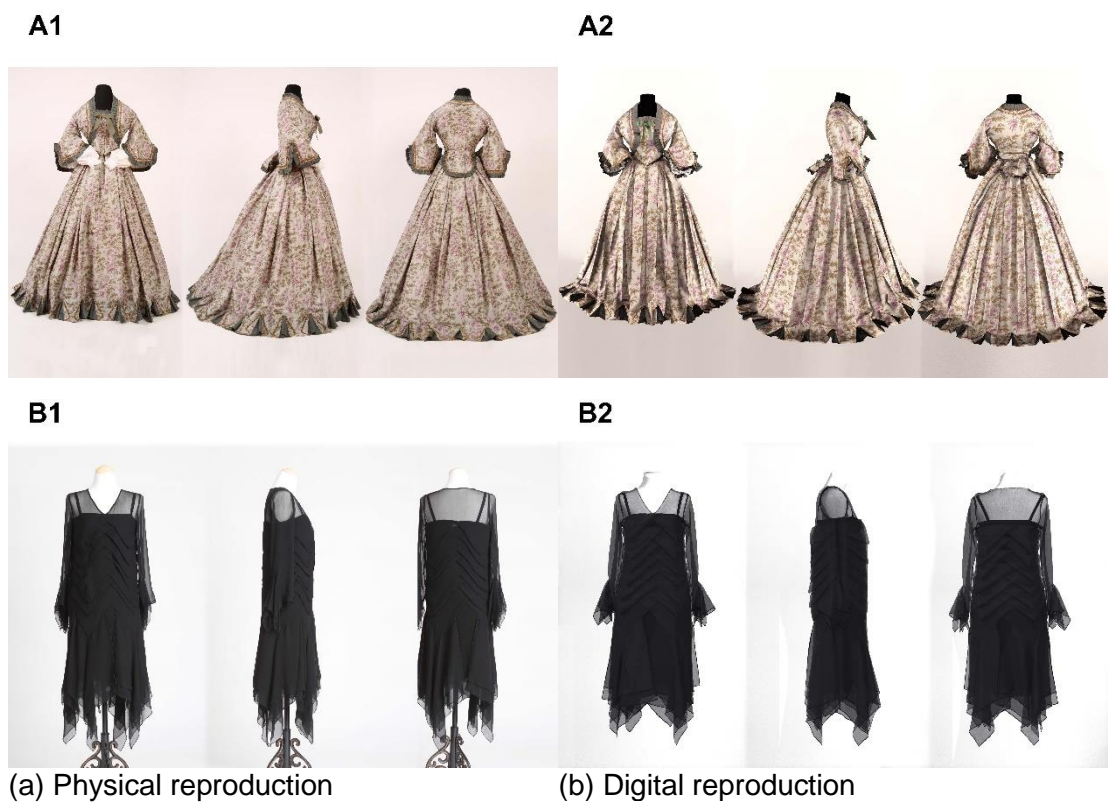 A1
A2
B1
B2
(a) Physical reproduction
(b) Digital reproduction